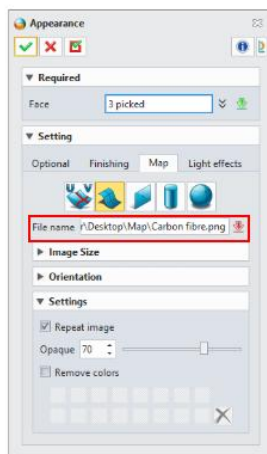 Appearance
Required
Face 3 picked
Setting
Optional Finishing Map Light effects
File name r\Desktop\Map\Carbon fibre.png
Image Size
Orientation
Settings
Repeat image
Opaque 70
Remove colors